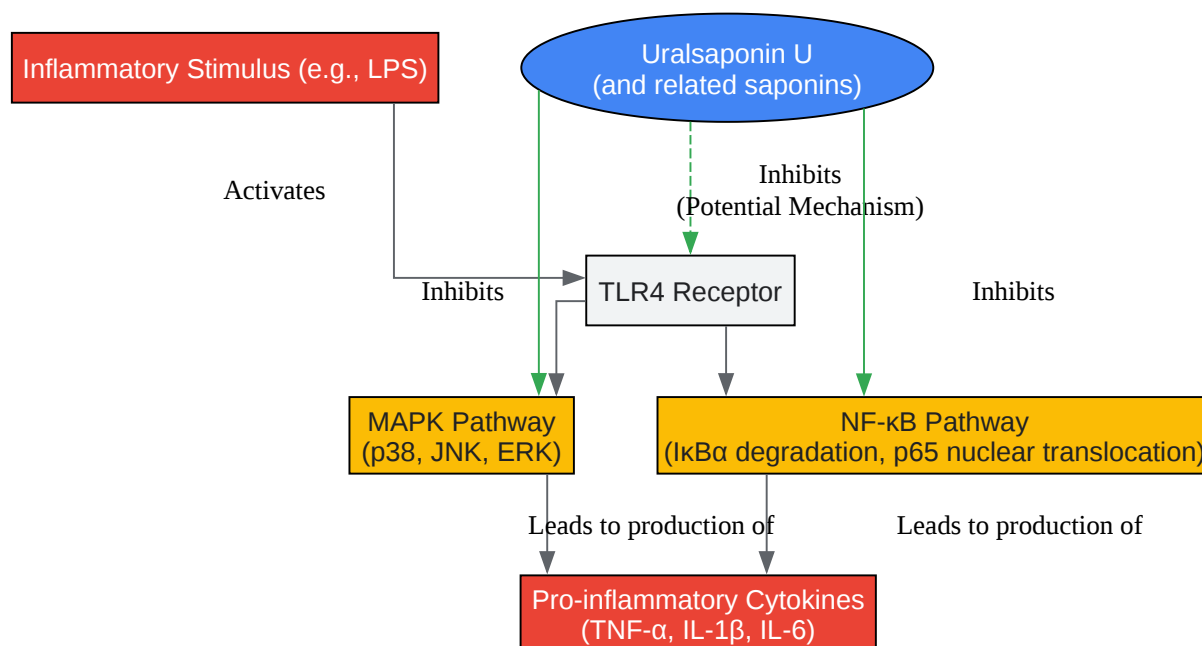 Inflammatory Stimulus (e.g., LPS)
Uralsaponin U
(and related saponins)
Activates
Inhibits
(Potential Mechanism)
TLR4 Receptor
Inhibits
Inhibits
MAPK Pathway
(p38, JNK, ERK)
NF-κB Pathway
(IκBα degradation, p65 nuclear translocation)
Leads to production of
Leads to production of
Pro-inflammatory Cytokines
(TNF-α, IL-1β, IL-6)